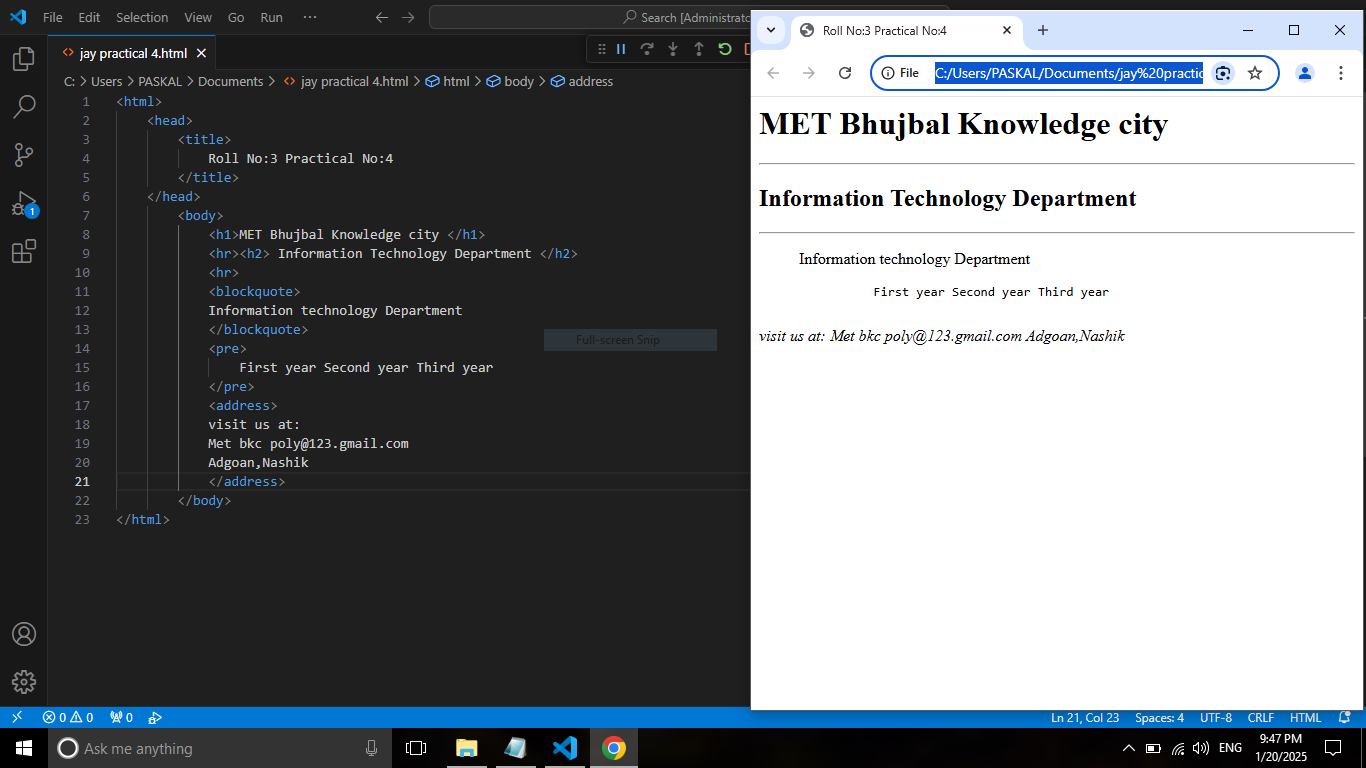 File Edit Selection View Go Run ··· Search [Administrato
jay practical 4.html
C: > Users > PASKAL > Documents > jay practical 4.html > html > body > address
1 <html>
2 <head>
3 <title>
4 Roll No:3 Practical No:4
5 </title>
6 </head>
7 <body>
8 <h1>MET Bhujbal Knowledge city </h1>
9 <hr><h2> Information Technology Department </h2>
10 <hr>
11 <blockquote>
12 Information technology Department
13 </blockquote>
14 <pre>
15 First year Second year Third year
16 </pre>
17 <address>
18 visit us at:
19 Met bkc poly@123.gmail.com
20 Adgoan,Nashik
21 </address>
22 </body>
23 </html>
1
Full-screen Snip
Roll No:3 Practical No:4
File C:/Users/PASKAL/Documents/jay%20practic
MET Bhujbal Knowledge city
Information Technology Department
Information technology Department
First year Second year Third year
visit us at: Met bkc poly@123.gmail.com Adgoan,Nashik
0 0 0 Ln 21, Col 23 Spaces: 4 UTF-8 CRLF HTML
Ask me anything
ENG
9:47 PM
1/20/2025